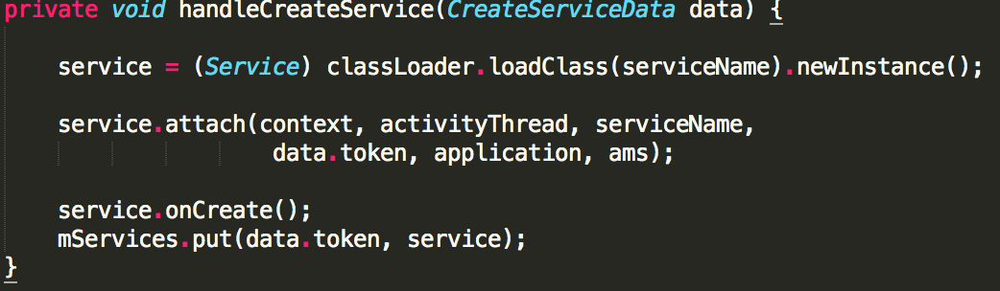 private void handleCreateService(CreateServiceData data) {
service = (Service) classLoader.loadClass(serviceName).newInstance();
service.attach(context, activityThread, serviceName,
data.token, application, ams);
service.onCreate();
mServices.put(data.token, service);
}